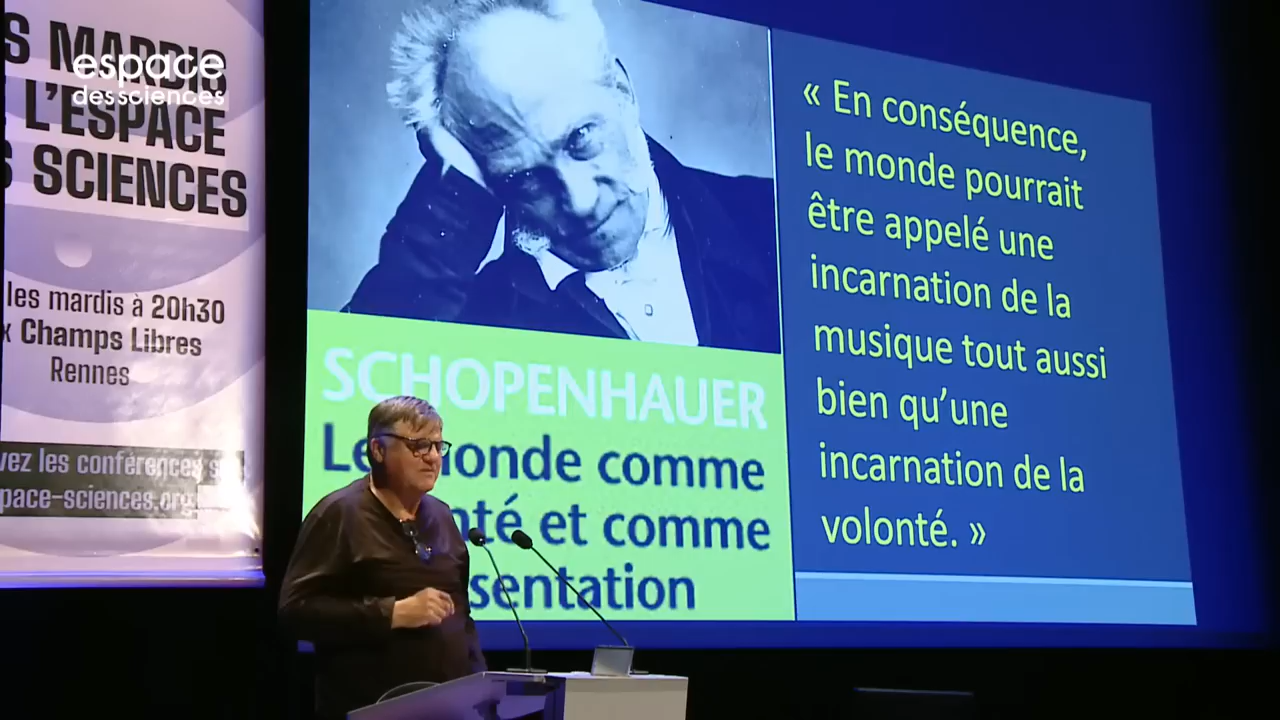 S MARDIS
L'ESPACE
S SCIENCES
espace
des sciences
les mardis à 20h30
x Champs Libres
Rennes
vez les conférences s
pace-sciences.org
SCHOPENHAUER
Le monde comme
nté et comme
sentation
« En conséquence,
le monde pourrait
être appelé une
incarnation de la
musique tout aussi
bien qu'une
incarnation de la
volonté. »